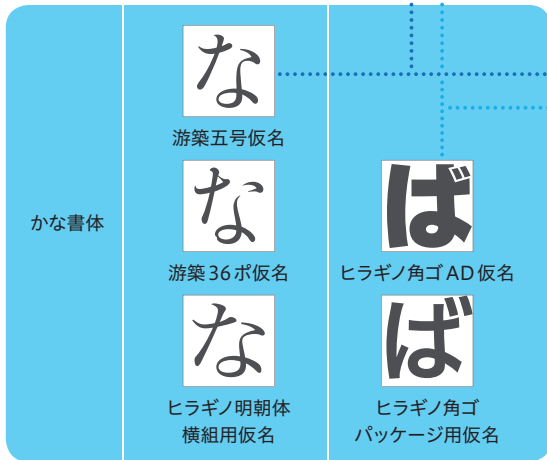 かな書体
な
游築五号仮名
な
游築36ポ仮名
な
ヒラギノ明朝体
横組用仮名
ば
ヒラギノ角ゴAD仮名
ば
ヒラギノ角ゴ
パッケージ用仮名